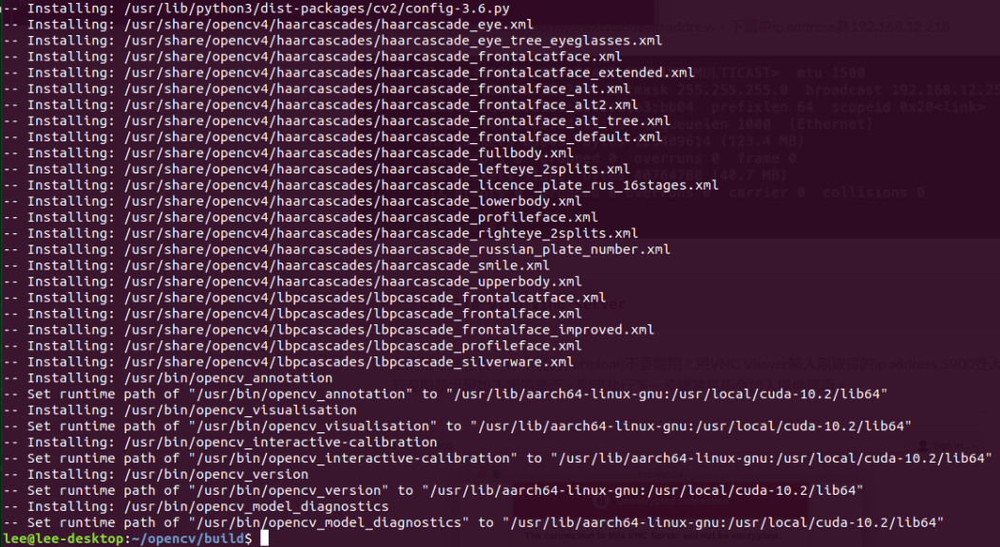 -- Installing: /usr/lib/python3/dist-packages/cv2/config-3.6.py
-- Installing: /usr/share/opencv4/haarcascades/haarcascade_eye.xml
-- Installing: /usr/share/opencv4/haarcascades/haarcascade_eye_tree_eyeglasses.xml
-- Installing: /usr/share/opencv4/haarcascades/haarcascade_frontalcatface.xml
-- Installing: /usr/share/opencv4/haarcascades/haarcascade_frontalcatface_extended.xml
-- Installing: /usr/share/opencv4/haarcascades/haarcascade_frontalface_alt.xml
-- Installing: /usr/share/opencv4/haarcascades/haarcascade_frontalface_alt2.xml
-- Installing: /usr/share/opencv4/haarcascades/haarcascade_frontalface_alt_tree.xml
-- Installing: /usr/share/opencv4/haarcascades/haarcascade_frontalface_default.xml
-- Installing: /usr/share/opencv4/haarcascades/haarcascade_fullbody.xml
-- Installing: /usr/share/opencv4/haarcascades/haarcascade_lefteye_2splits.xml
-- Installing: /usr/share/opencv4/haarcascades/haarcascade_licence_plate_rus_16stages.xml
-- Installing: /usr/share/opencv4/haarcascades/haarcascade_lowerbody.xml
-- Installing: /usr/share/opencv4/haarcascades/haarcascade_profileface.xml
-- Installing: /usr/share/opencv4/haarcascades/haarcascade_righteye_2splits.xml
-- Installing: /usr/share/opencv4/haarcascades/haarcascade_russian_plate_number.xml
-- Installing: /usr/share/opencv4/haarcascades/haarcascade_smile.xml
-- Installing: /usr/share/opencv4/haarcascades/haarcascade_upperbody.xml
-- Installing: /usr/share/opencv4/lbpcascades/lbpcascade_frontalcatface.xml
-- Installing: /usr/share/opencv4/lbpcascades/lbpcascade_frontalface.xml
-- Installing: /usr/share/opencv4/lbpcascades/lbpcascade_frontalface_improved.xml
-- Installing: /usr/share/opencv4/lbpcascades/lbpcascade_profileface.xml
-- Installing: /usr/share/opencv4/lbpcascades/lbpcascade_silverware.xml
-- Installing: /usr/bin/opencv_annotation
-- Set runtime path of "/usr/bin/opencv_annotation" to "/usr/lib/aarch64-linux-gnu:/usr/local/cuda-10.2/lib64"
-- Installing: /usr/bin/opencv_visualisation
-- Set runtime path of "/usr/bin/opencv_visualisation" to "/usr/lib/aarch64-linux-gnu:/usr/local/cuda-10.2/lib64"
-- Installing: /usr/bin/opencv_interactive-calibration
-- Set runtime path of "/usr/bin/opencv_interactive-calibration" to "/usr/lib/aarch64-linux-gnu:/usr/local/cuda-10.2/lib64"
-- Installing: /usr/bin/opencv_version
-- Set runtime path of "/usr/bin/opencv_version" to "/usr/lib/aarch64-linux-gnu:/usr/local/cuda-10.2/lib64"
-- Installing: /usr/bin/opencv_model_diagnostics
-- Set runtime path of "/usr/bin/opencv_model_diagnostics" to "/usr/lib/aarch64-linux-gnu:/usr/local/cuda-10.2/lib64"
lee@lee-desktop:~/opencv/build$